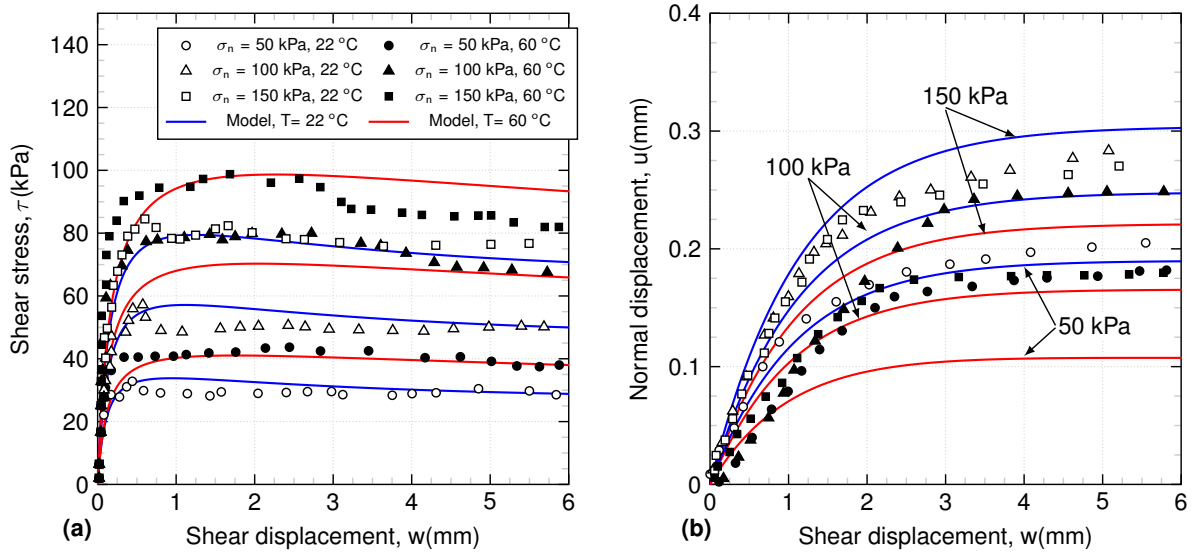 Shear stress, τ(kPa)
140
120
100
80
60
40
20
0
σn = 50 kPa, 22 °C
σn = 50 kPa, 60 °C
σn = 100 kPa, 22 °C
σn = 100 kPa, 60 °C
σn = 150 kPa, 22 °C
σn = 150 kPa, 60 °C
Model, T= 22 °C
Model, T= 60 °C
0 1 2 3 4 5 6
(a)
Shear displacement, w(mm)
Normal displacement, u(mm)
0.4
0.3
0.2
0.1
0
150 kPa
100 kPa
50 kPa
0 1 2 3 4 5 6
(b)
Shear displacement, w(mm)